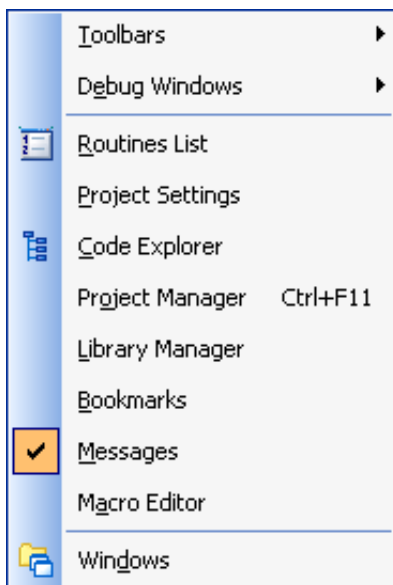 Toolbars
Debug Windows
Routines List
Project Settings
Code Explorer
Project Manager Ctrl+F11
Library Manager
Bookmarks
Messages
Macro Editor
Windows